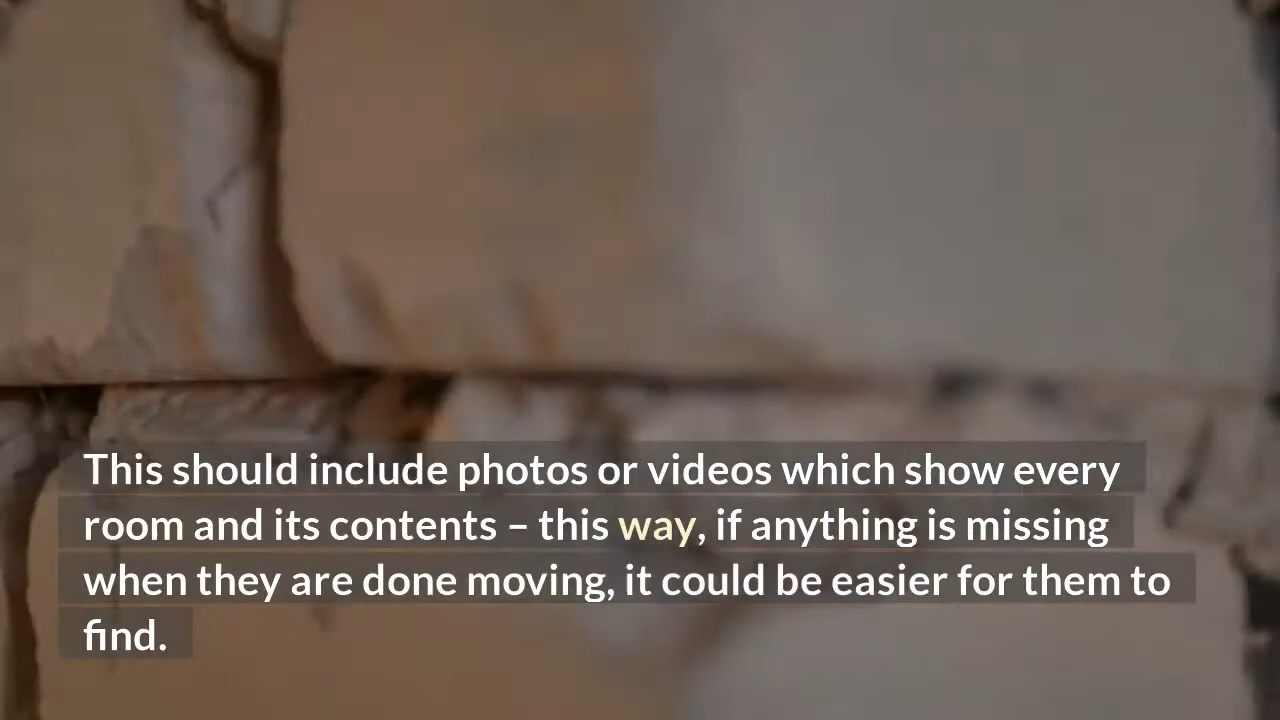 This should include photos or videos which show every
room and its contents – this way, if anything is missing
when they are done moving, it could be easier for them to
find.